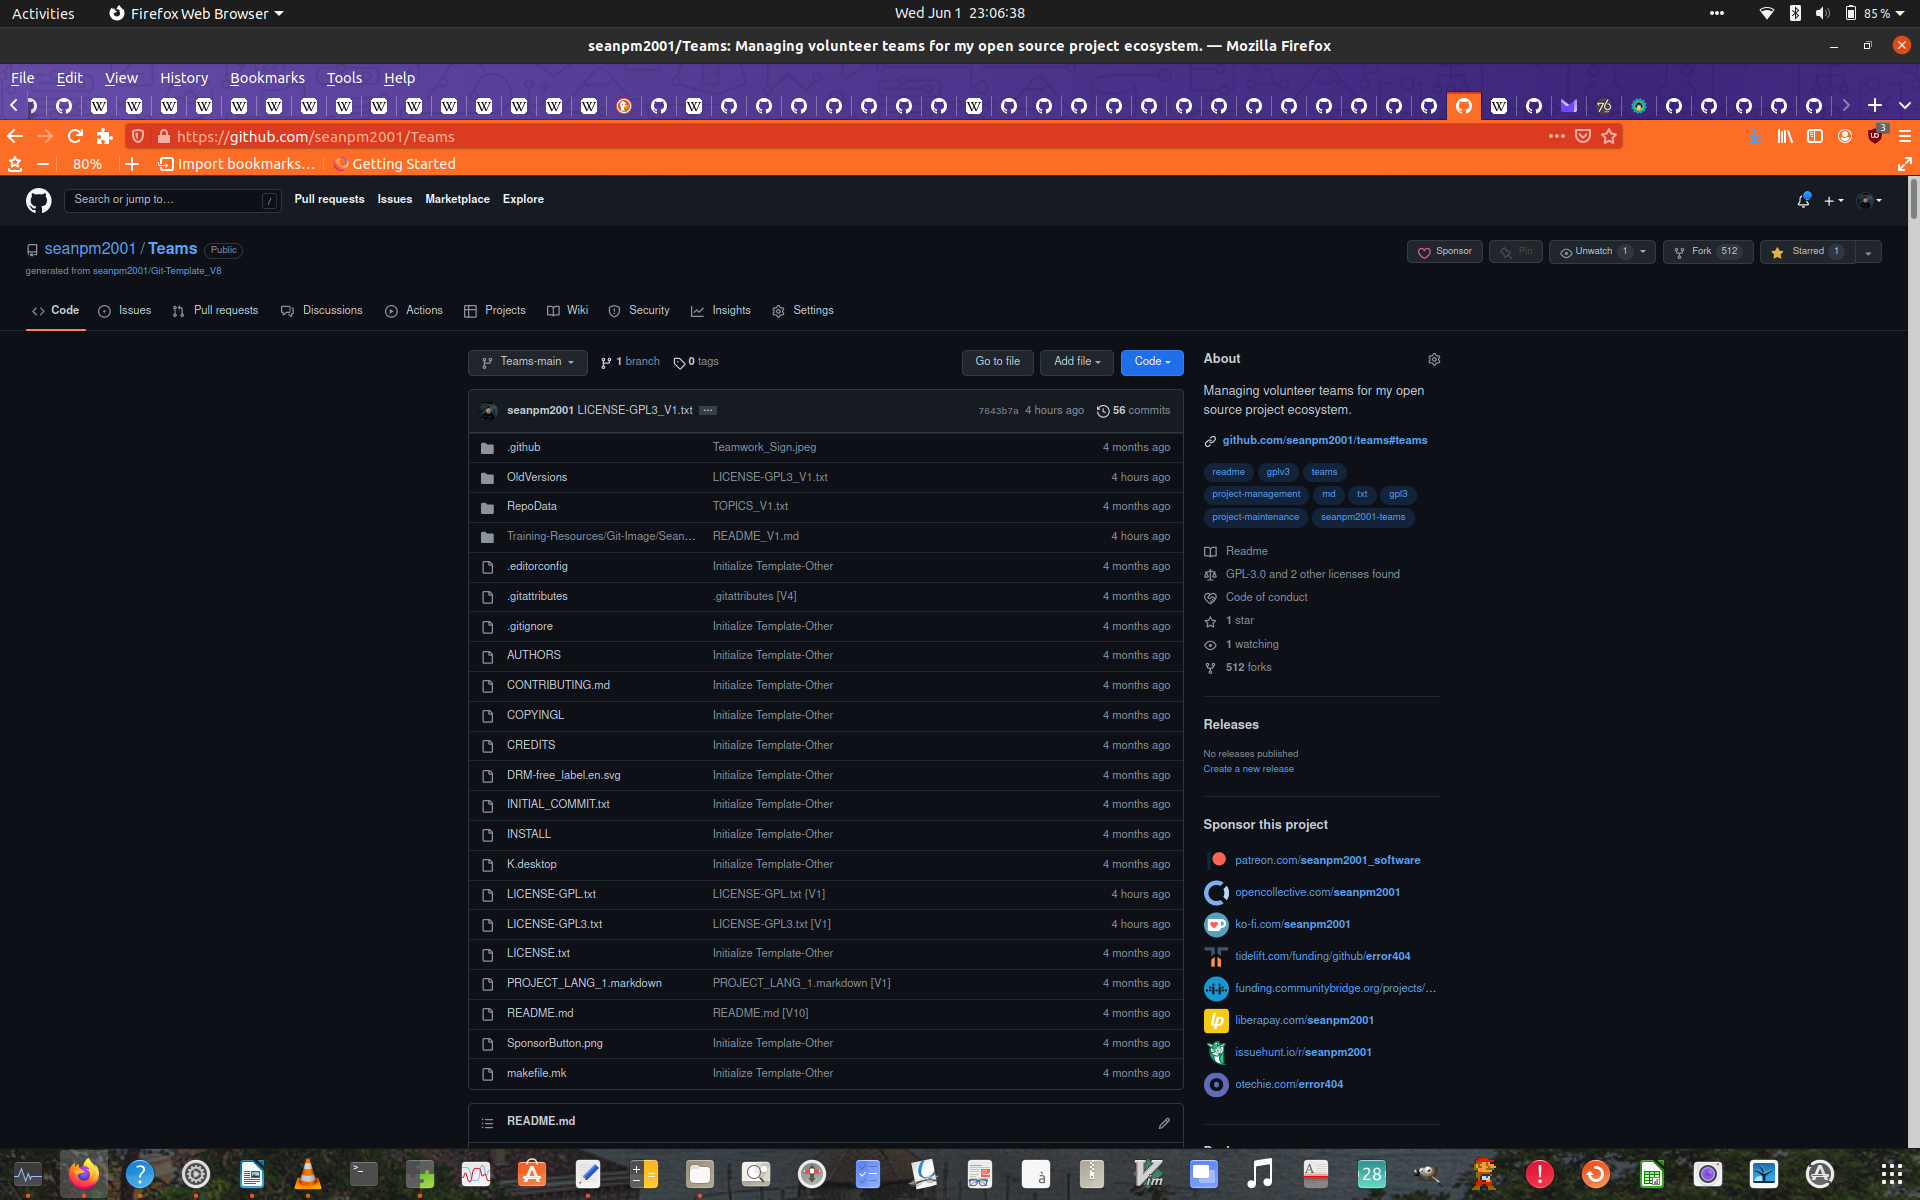 Activities Firefox Web Browser Wed Jun 1 23:06:38 85 %
seanpm2001/Teams: Managing volunteer teams for my open source project ecosystem. — Mozilla Firefox
File Edit View History Bookmarks Tools Help
https://github.com/seanpm2001/Teams 3
80% Import bookmarks... Getting Started
Search or jump to... / Pull requests Issues Marketplace Explore
seanpm2001 / Teams Public Sponsor Pin Unwatch 1 Fork 512 Starred 1
generated from seanpm2001/Git-Template_V8
Code Issues Pull requests Discussions Actions Projects Wiki Security Insights Settings
Teams-main 1 branch 0 tags Go to file Add file Code
seanpm2001 LICENSE-GPL3_V1.txt ... 7643b7a 4 hours ago 56 commits
.github Teamwork_Sign.jpeg 4 months ago
OldVersions LICENSE-GPL3_V1.txt 4 hours ago
RepoData TOPICS_V1.txt 4 months ago
Training-Resources/Git-Image/Sean... README_V1.md 4 hours ago
.editorconfig Initialize Template-Other 4 months ago
.gitattributes .gitattributes [V4] 4 months ago
.gitignore Initialize Template-Other 4 months ago
AUTHORS Initialize Template-Other 4 months ago
CONTRIBUTING.md Initialize Template-Other 4 months ago
COPYINGL Initialize Template-Other 4 months ago
CREDITS Initialize Template-Other 4 months ago
DRM-free_label.en.svg Initialize Template-Other 4 months ago
INITIAL_COMMIT.txt Initialize Template-Other 4 months ago
INSTALL Initialize Template-Other 4 months ago
K.desktop Initialize Template-Other 4 months ago
LICENSE-GPL.txt LICENSE-GPL.txt {V1] 4 hours ago
LICENSE-GPL3.txt LICENSE-GPL3.txt [V1] 4 hours ago
LICENSE.txt Initialize Template-Other 4 months ago
PROJECT_LANG_1.markdown PROJECT_LANG_1.markdown [V1] 4 months ago
README.md README.md [V10] 4 months ago
SponsorButton.png Initialize Template-Other 4 months ago
makefile.mk Initialize Template-Other 4 months ago
README.md
About
Managing volunteer teams for my open
source project ecosystem.
github.com/seanpm2001/teams#teams
readme gplv3 teams
project-management md txt gpl3
project-maintenance seanpm2001-teams
Readme
GPL-3.0 and 2 other licenses found
Code of conduct
1 star
1 watching
512 forks
Releases
No releases published
Create a new release
Sponsor this project
patreon.com/seanpm2001_software
opencollective.com/seanpm2001
ko-fi.com/seanpm2001
tidelift.com/funding/github/error404
funding.communitybridge.org/projects/...
liberapay.com/seanpm2001
issuehunt.io/r/seanpm2001
otechie.com/error404
28